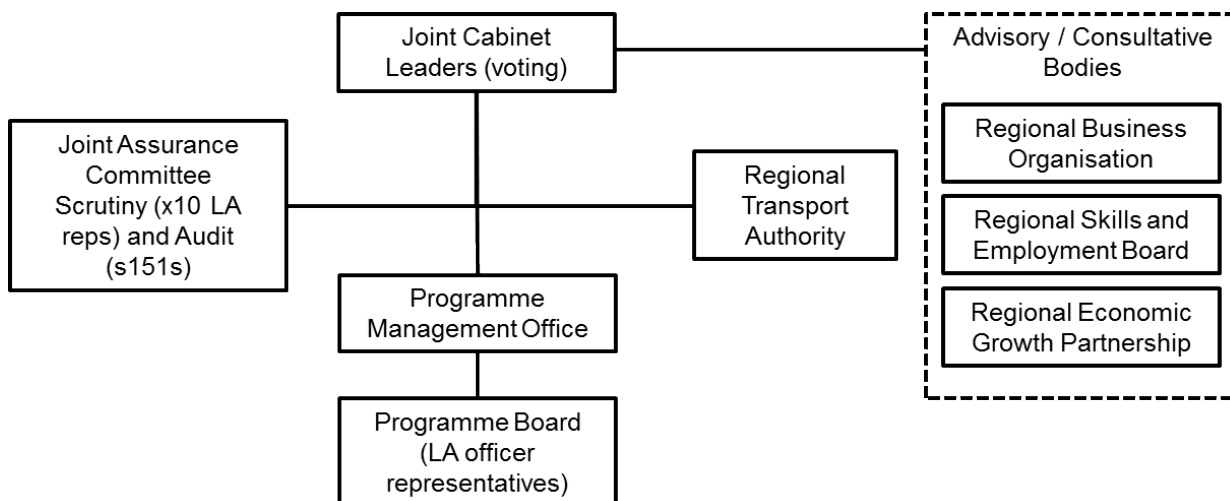 Joint Cabinet
Leaders (voting)
Advisory / Consultative
Bodies
Joint Assurance
Committee
Scrutiny (x10 LA
reps) and Audit
(s151s)
Regional
Transport
Authority
Regional Business
Organisation
Regional Skills and
Employment Board
Regional Economic
Growth Partnership
Programme
Management Office
Programme Board
(LA officer
representatives)